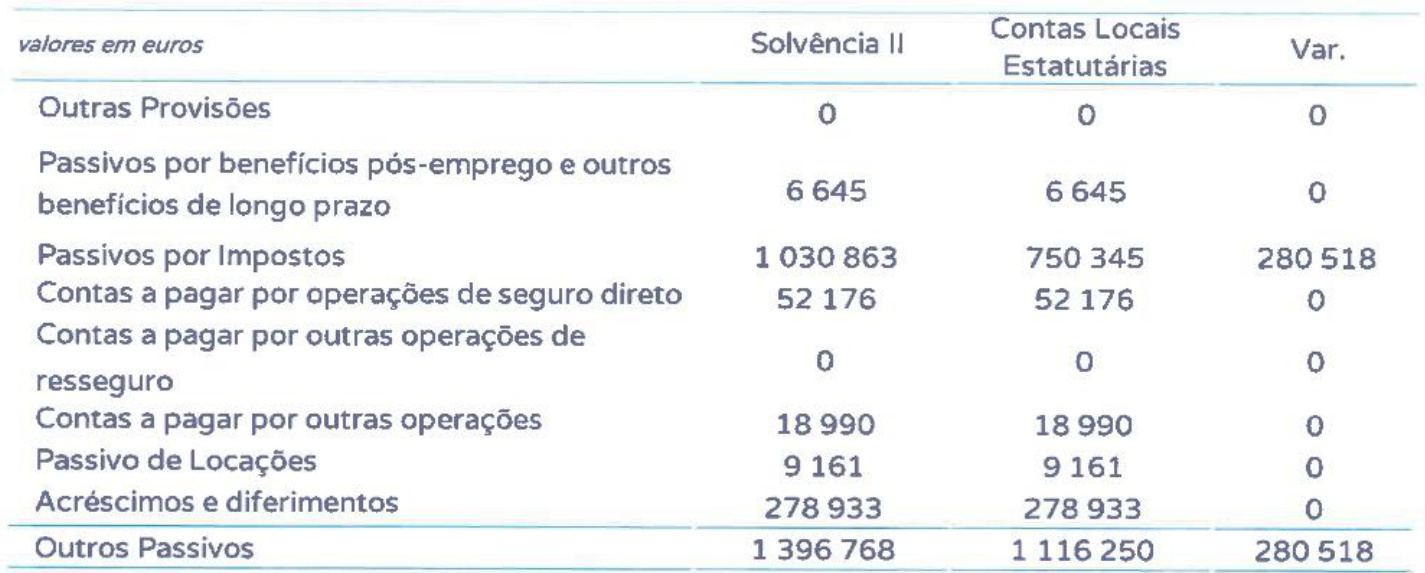 valores em euros Solvência II Contas Locais Estatutárias Var.
Outras Provisões 0 0 0
Passivos por benefícios pós-emprego e outros
benefícios de longo prazo 6 645 6 645 0
Passivos por Impostos 1 030 863 750 345 280 518
Contas a pagar por operações de seguro direto 52 176 52 176 0
Contas a pagar por outras operações de
resseguro 0 0 0
Contas a pagar por outras operações 18 990 18 990 0
Passivo de Locações 9 161 9 161 0
Acréscimos e diferimentos 278 933 278 933 0
Outros Passivos 1 396 768 1 116 250 280 518